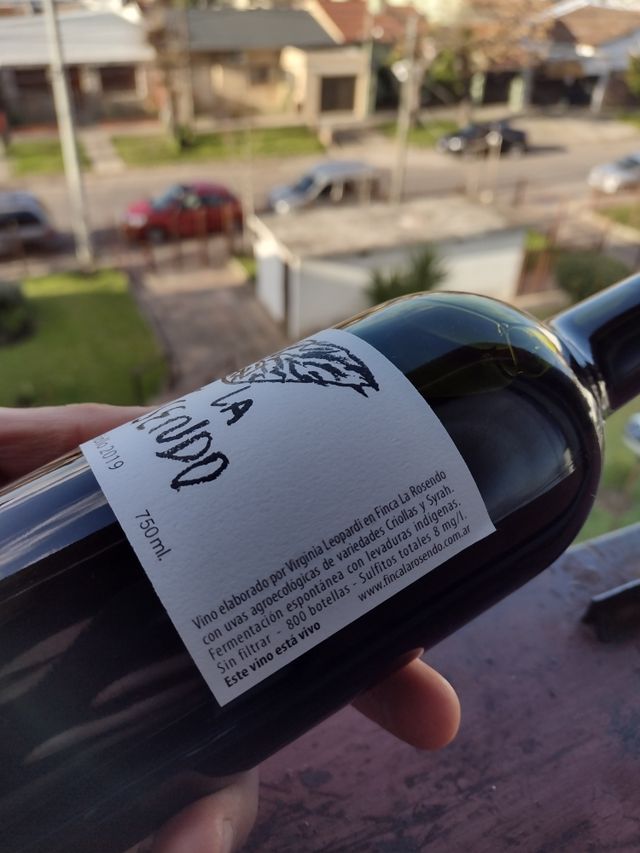 LA
2019
750ml.
Vino elaborado por Virginia Leopardi en Finca La Rosendo
con uvas agroecológicas de variedades Criollas y Syrah.
Fermentación espontánea con levaduras indígenas.
Sin filtrar - 800 botellas - Sulfitos totales 8 mg/l.
Este vino está vivo
www.fincalarosendo.com.ar